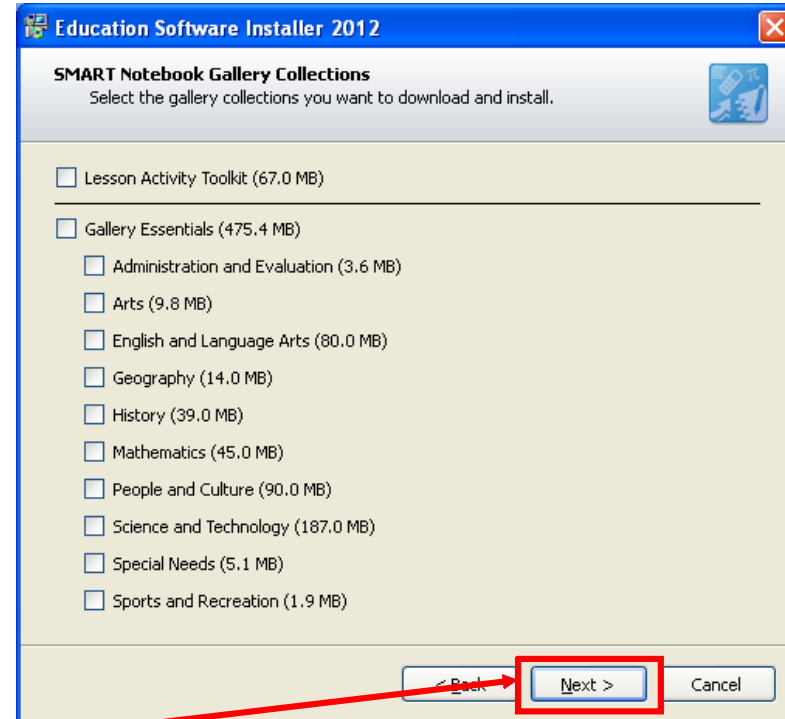 Education Software Installer 2012
SMART Notebook Gallery Collections
Select the gallery collections you want to download and install.
Lesson Activity Toolkit (67.0 MB)
Gallery Essentials (475.4 MB)
Administration and Evaluation (3.6 MB)
Arts (9.8 MB)
English and Language Arts (80.0 MB)
Geography (14.0 MB)
History (39.0 MB)
Mathematics (45.0 MB)
People and Culture (90.0 MB)
Science and Technology (187.0 MB)
Special Needs (5.1 MB)
Sports and Recreation (1.9 MB)
< Back Next > Cancel